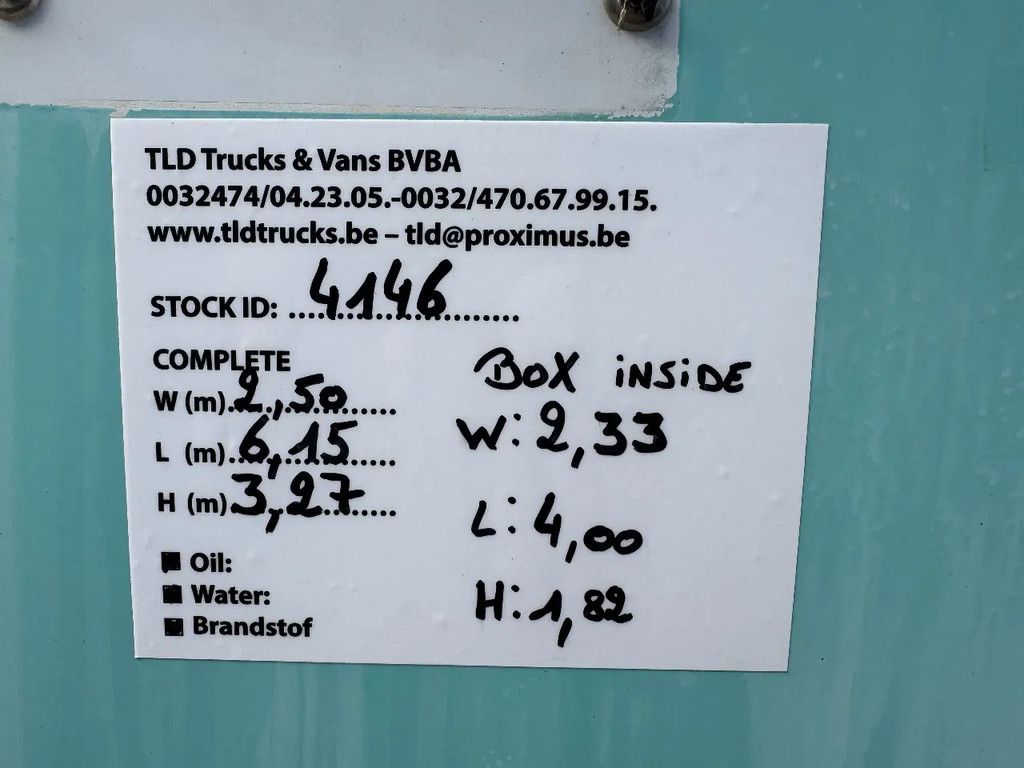 TLD Trucks & Vans BVBA
0032474/04.23.05.-0032/470.67.99.15.
www.tldtrucks.be – tld@proximus.be
STOCK ID: 4146
COMPLETE
W (m) 2,50
L (m) 6,15
H (m) 3,27
BOX iNSiDE
W: 2,33
L: 4,00
H: 1,82
Oil:
Water:
Brandstof